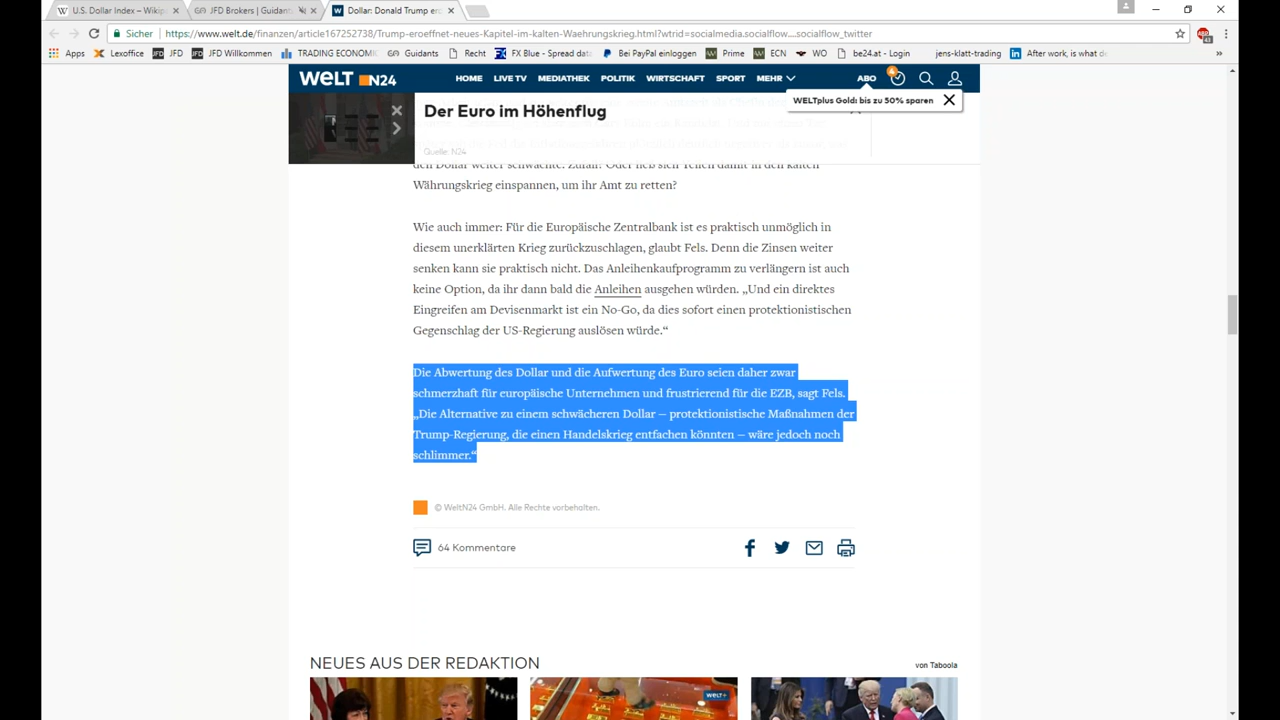 U.S. Dollar Index – Wikip
JFD Brokers | Guidants
Dollar: Donald Trump erö
Sicher
https://www.welt.de/finanzen/article167252738/Trump-eroeffnet-neues-Kapitel-im-kalten-Waehrungskrieg.html?wtrid=socialmedia.socialflow....socialflow_twitter
Apps Lexoffice JFD JFD Willkommen TRADING ECONOMI Guidants Recht FX Blue - Spread data Bei PayPal einloggen Prime ECN WO be24.at - Login jens-klatt-trading After work, is what d
WELT N24 HOME LIVE TV MEDIATHEK POLITIK WIRTSCHAFT SPORT MEHR ABO
WELTplus Gold: bis zu 50% sparen
Der Euro im Höhenflug
Quelle: N24
den Dollar weiter schwächte. Zufall? Oder ließ sich Yellen damit in den kalten
Währungskrieg einspannen, um ihr Amt zu retten?
Wie auch immer: Für die Europäische Zentralbank ist es praktisch unmöglich in
diesem unerklärten Krieg zurückzuschlagen, glaubt Fels. Denn die Zinsen weiter
senken kann sie praktisch nicht. Das Anleihenkaufprogramm zu verlängern ist auch
keine Option, da ihr dann bald die Anleihen ausgehen würden. „Und ein direktes
Eingreifen am Devisenmarkt ist ein No-Go, da dies sofort einen protektionistischen
Gegenschlag der US-Regierung auslösen würde.“
Die Abwertung des Dollar und die Aufwertung des Euro seien daher zwar
schmerzhaft für europäische Unternehmen und frustrierend für die EZB, sagt Fels.
„Die Alternative zu einem schwächeren Dollar – protektionistische Maßnahmen der
Trump-Regierung, die einen Handelskrieg entfachen könnten – wäre jedoch noch
schlimmer.“
© WeltN24 GmbH. Alle Rechte vorbehalten.
64 Kommentare
NEUES AUS DER REDAKTION
von Taboola
WELT+